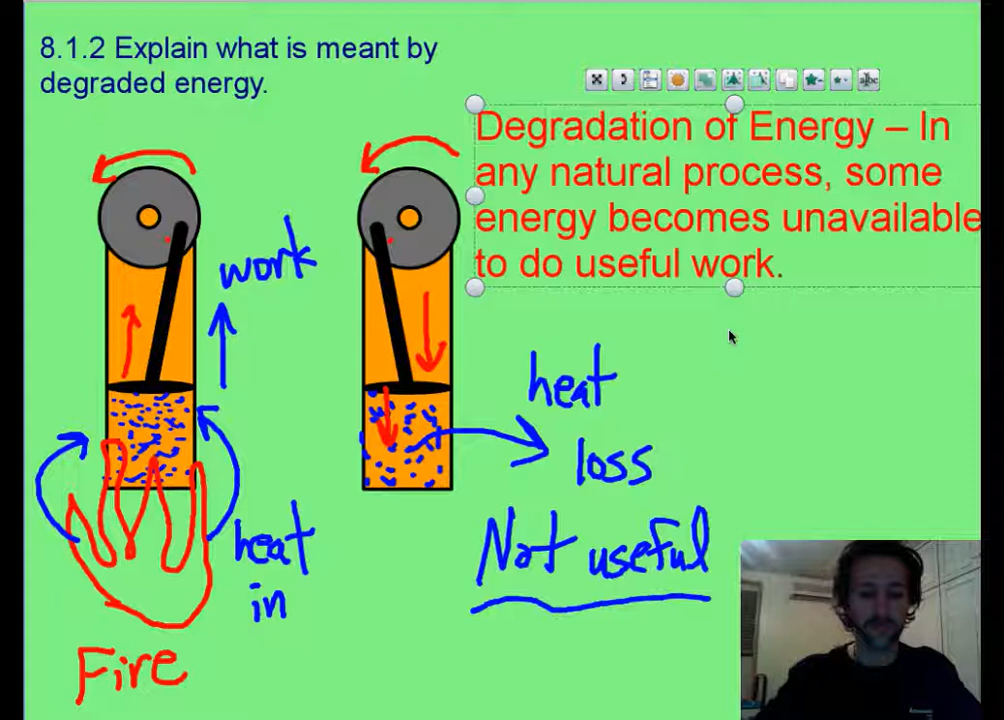 8.1.2 Explain what is meant by
degraded energy.
Degradation of Energy – In
any natural process, some
energy becomes unavailable
to do useful work.
work
heat
loss
Not useful
heat
in
Fire